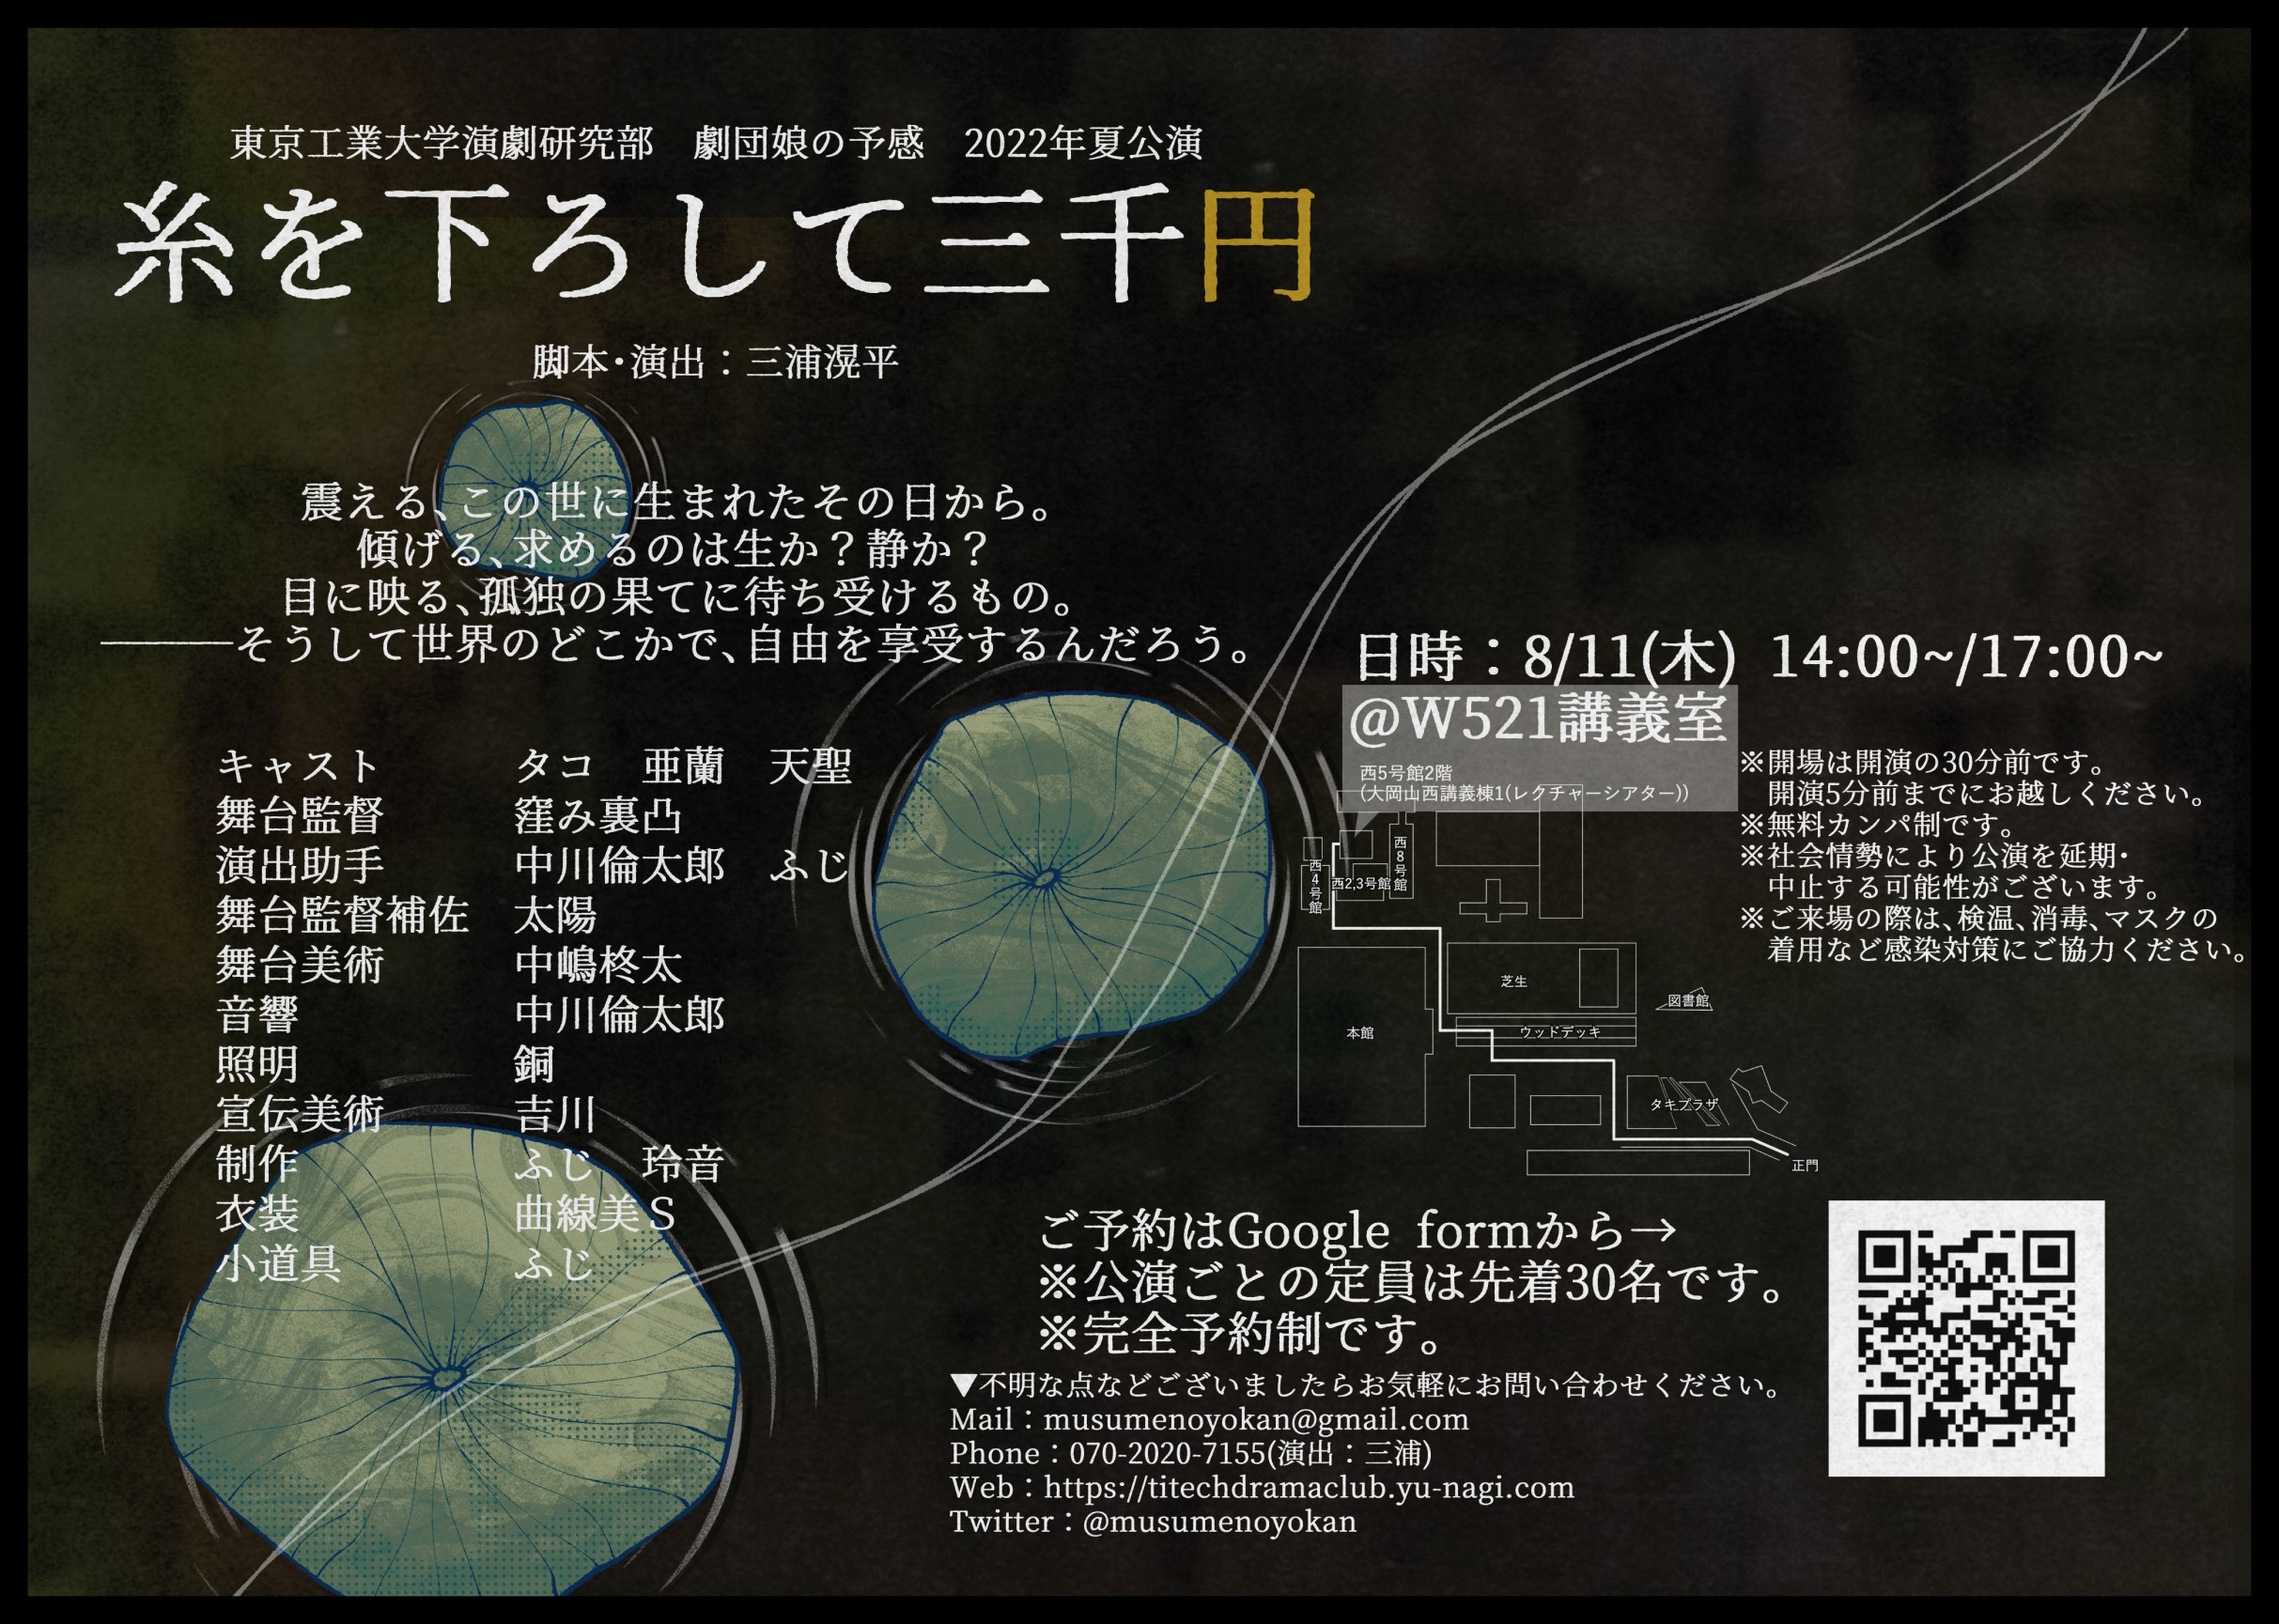 東京工業大学演劇研究部　劇団娘の予感　2022年夏公演
糸を下ろして三千円
脚本・演出：三浦滉平
震える、この世に生まれたその日から。
傾げる、求めるのは生か？静か？
目に映る、孤独の果てに待ち受けるもの。
―――そうして世界のどこかで、自由を享受するんだろう。
キャスト　タコ　亜蘭　天聖
舞台監督　窪み裏凸
演出助手　中川倫太郎　ふじ
舞台監督補佐　太陽
舞台美術　中嶋柊太
音響　中川倫太郎
照明　銅
宣伝美術　吉川
制作　ふじ　玲音
衣装　曲線美S
小道具　ふじ
日時：8/11(木) 14:00~/17:00~
@W521講義室
西5号館2階
(大岡山西講義棟1(レクチャーシアター))
※開場は開演の30分前です。
開演5分前までにお越しください。
※無料カンパ制です。
※社会情勢により公演を延期・
中止する可能性がございます。
※ご来場の際は、検温、消毒、マスクの
着用など感染対策にご協力ください。
西4号館
西2,3号館
西8号館
芝生
図書館
本館
ウッドデッキ
タキプラザ
正門
ご予約はGoogle formから→
※公演ごとの定員は先着30名です。
※完全予約制です。
▼不明な点などございましたらお気軽にお問い合わせください。
Mail：musumenoyokan@gmail.com
Phone：070-2020-7155(演出：三浦)
Web：https://titechdramaclub.yu-nagi.com
Twitter：@musumenoyokan